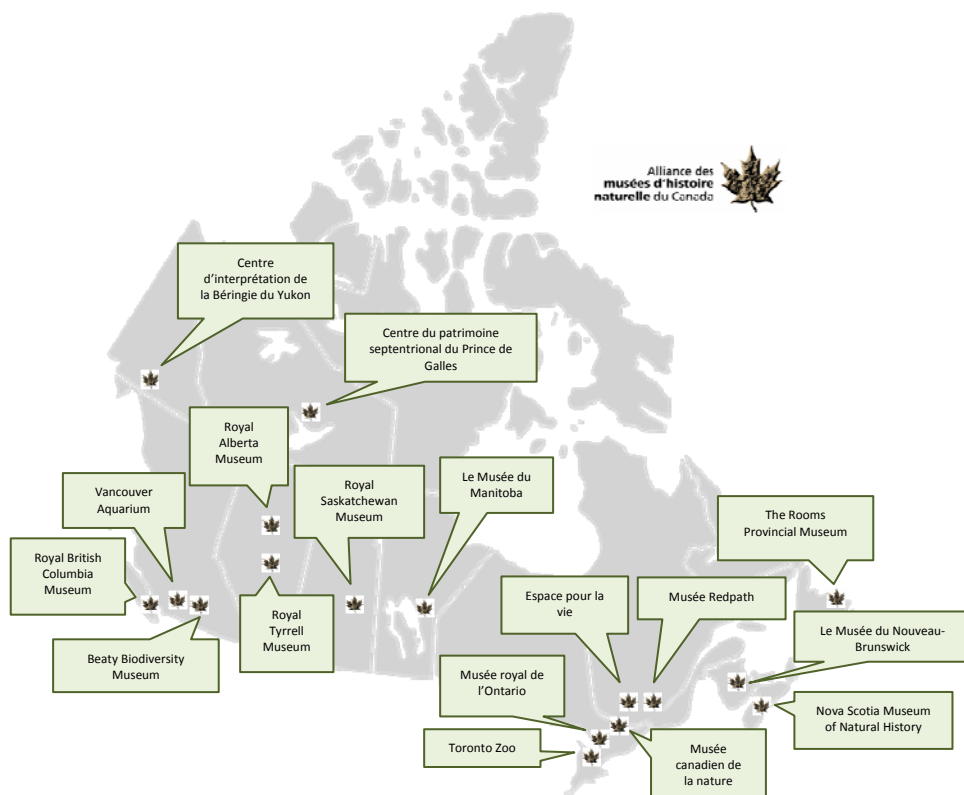 Alliance des
musées d'histoire
naturelle du Canada
Centre
d’interprétation de
la Béringie du Yukon
Centre du patrimoine
septentrional du Prince de
Galles
Royal
Alberta
Museum
Royal
Saskatchewan
Museum
Le Musée du
Manitoba
Vancouver
Aquarium
The Rooms
Provincial Museum
Royal British
Columbia
Museum
Espace pour la
vie
Musée Redpath
Royal
Tyrrell
Museum
Le Musée du Nouveau-
Brunswick
Beaty Biodiversity
Museum
Musée royal de
l’Ontario
Nova Scotia Museum
of Natural History
Toronto Zoo
Musée
canadien de
la nature